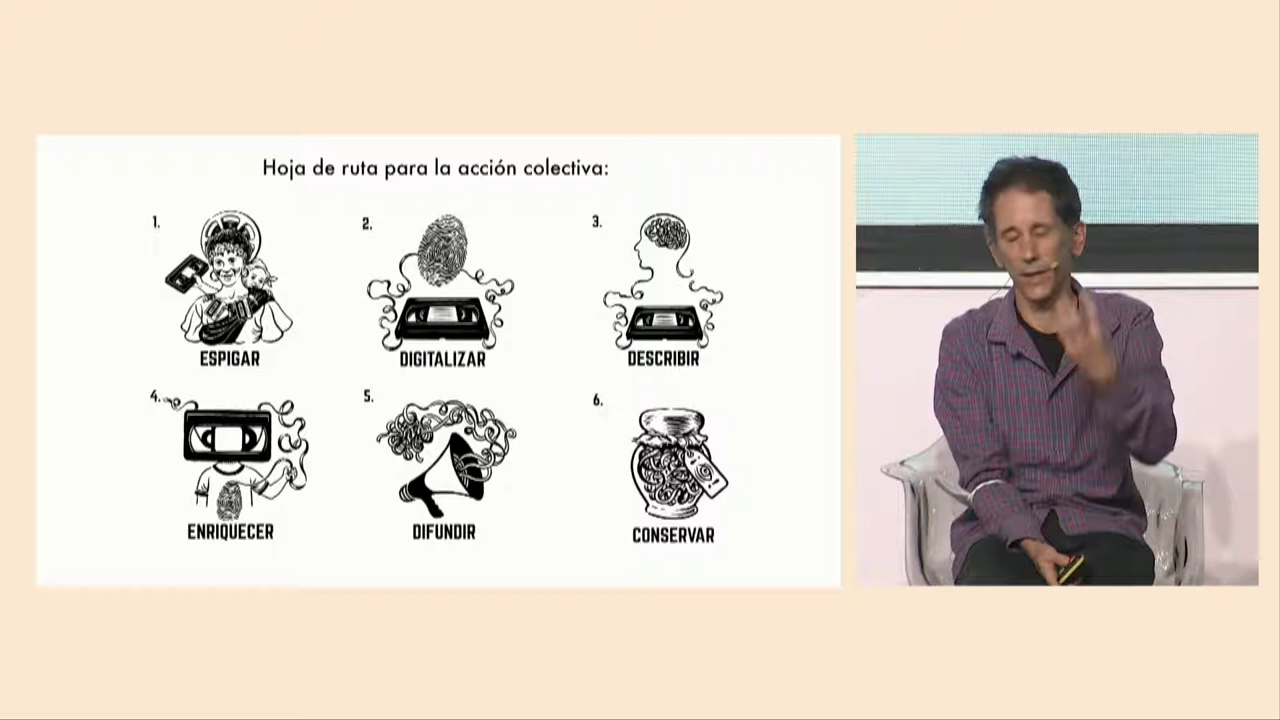 Hoja de ruta para la acción colectiva:
1.
ESPIGAR
2.
DIGITALIZAR
3.
DESCRIBIR
4.
ENRIQUECER
5.
DIFUNDIR
6.
CONSERVAR